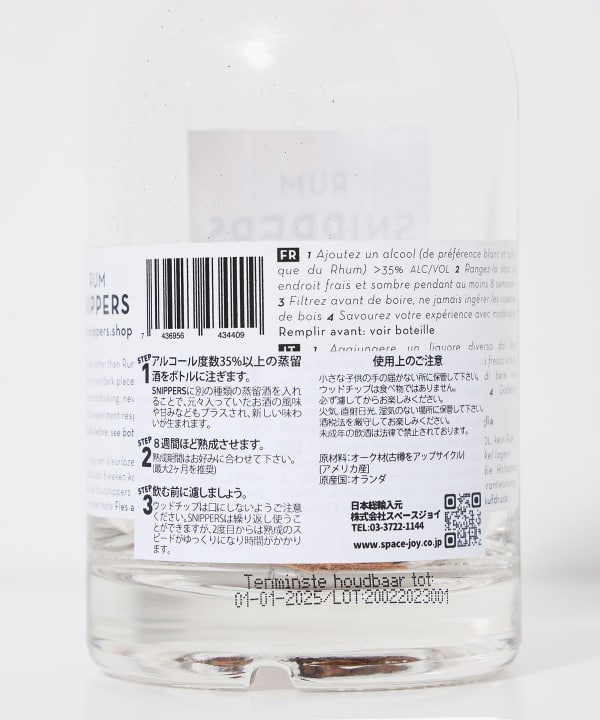 RUM
SNIPPERS
snippers.shop
7 436956 434409
FR 1 Ajoutez un alcool (de préférence blanc et
que du Rhum) >35% ALC/VOL 2 Rangez-la dans
endroit frais et sombre pendant au moins 8 semaines
3 Filtrez avant de boire, ne jamais ingérer les copeaux
de bois 4 Savourez votre expérience avec modération
Remplir avant: voir boteille
IT 1 Aggiungere un liquore diverso dal
STEP 1 アルコール度数35%以上の蒸留
酒をボトルに注ぎます。
SNIPPERSに別の種類の蒸留酒を入れ
ることで、元々入っていたお酒の風味
や甘みなどもプラスされ、新しい味わ
いが生まれます。
STEP 2 8週間ほど熟成させます。
熟成期間はお好みに合わせて下さい。
(最大2ヶ月を推奨)
STEP 3 飲む前に濾しましょう。
ウッドチップは口にしないようご注意
ください。SNIPPERSは繰り返し使うこ
とができますが、2度目からは熟成のス
ピードがゆっくりになり時間がかかり
ます。
使用上のご注意
小さな子供の手の届かない所に保管して下さい。
ウッドチップは食べ物ではありません。
必ず濾してからお楽しみください。
火気、直射日光、湿気のない場所に保管して下さい。
酒税法を厳守してお楽しみください。
未成年の飲酒は法律で禁止されております。
原材料:オーク材(古樽をアップサイクル)
[アメリカ産]
原産国:オランダ
日本総輸入元
株式会社スペースジョイ
TEL:03-3722-1144
www.space-joy.co.jp
Tenminste houdbaar tot:
01-01-2025/LOT:20022023001